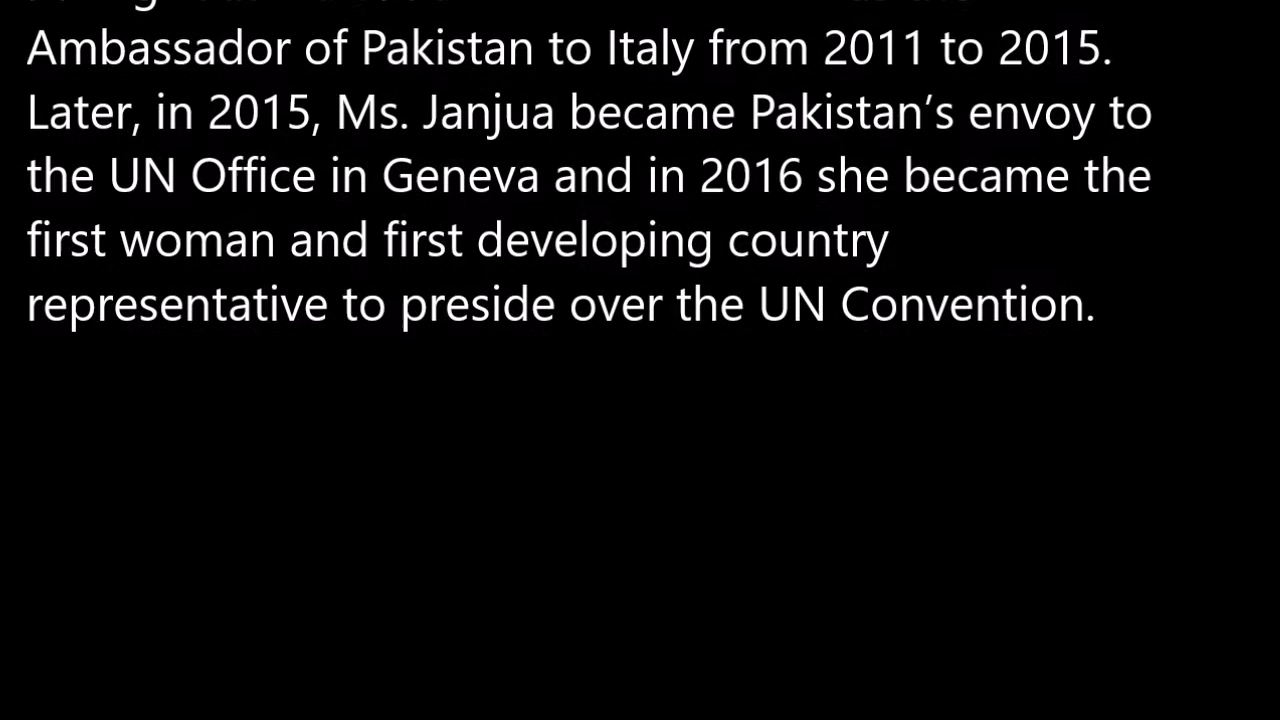 Ambassador of Pakistan to Italy from 2011 to 2015.
Later, in 2015, Ms. Janjua became Pakistan’s envoy to
the UN Office in Geneva and in 2016 she became the
first woman and first developing country
representative to preside over the UN Convention.